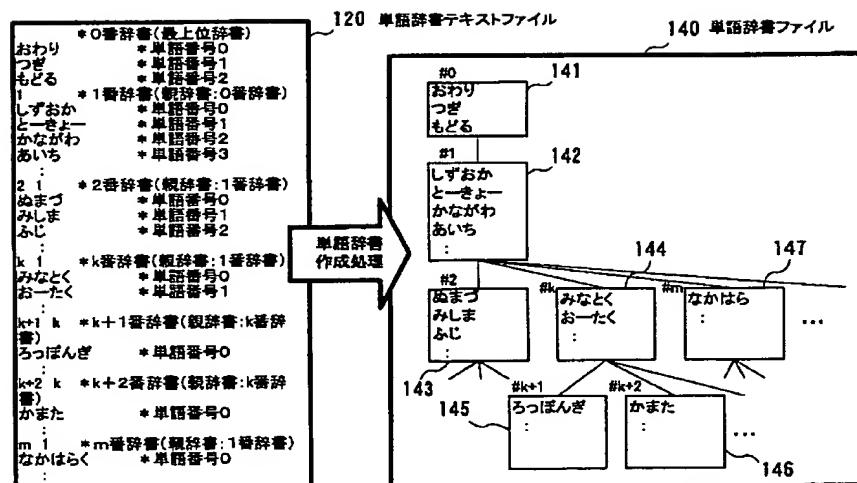 120 単語辞書テキストファイル
*0番辞書(最上位辞書)
おわり *単語番号0
つぎ *単語番号1
もどる *単語番号2
1 *1番辞書(親辞書:0番辞書)
しずおか *単語番号0
とーきょー *単語番号1
かながわ *単語番号2
あいち *単語番号3
:
2 1 *2番辞書(親辞書:1番辞書)
ぬまづ *単語番号0
みしま *単語番号1
ふじ *単語番号2
:
k 1 *k番辞書(親辞書:1番辞書)
みなとく *単語番号0
おーたく *単語番号1
:
k+1 k *k+1番辞書(親辞書:k番辞
書)
ろっぽんぎ *単語番号0
:
k+2 k *k+2番辞書(親辞書:k番辞
書)
かまた *単語番号0
:
m 1 *m番辞書(親辞書:1番辞書)
なかはらく *単語番号0
:
単語辞書
作成処理
140 単語辞書ファイル
#0
141
おわり
つぎ
もどる
#1
142
しずおか
とーきょー
かながわ
あいち
:
#2
143
ぬまづ
みしま
ふじ
:
#k
144
みなとく
おーたく
:
#m
147
なかはら
:
...
#k+1
145
ろっぽんぎ
:
#k+2
146
かまた
:
...